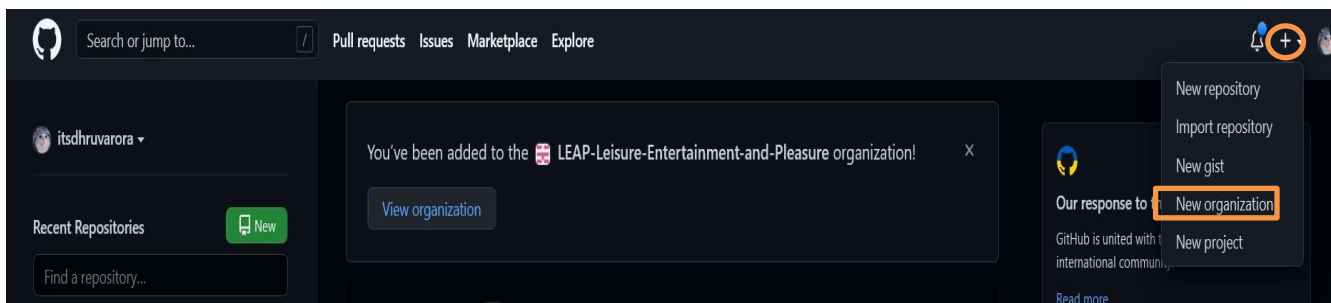 Search or jump to... /
Pull requests Issues Marketplace Explore
+
New repository
Import repository
New gist
New organization
New project
itsdhruvarora
Recent Repositories
New
Find a repository...
You've been added to the LEAP-Leisure-Entertainment-and-Pleasure organization! X
View organization
Our response to
GitHub is united with
international
Read more